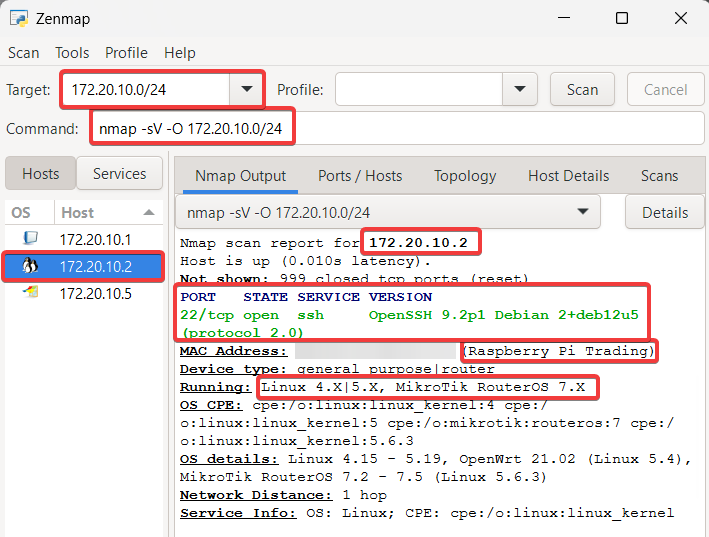 Zenmap
Scan Tools Profile Help
Target: 172.20.10.0/24 Profile: Scan Cancel
Command: nmap -sV -O 172.20.10.0/24
Hosts Services
Nmap Output Ports / Hosts Topology Host Details Scans
OS Host
nmap -sV -O 172.20.10.0/24 Details
172.20.10.1
172.20.10.2
172.20.10.5
Nmap scan report for 172.20.10.2
Host is up (0.010s latency).
Not shown: 999 closed tcp ports (reset)
PORT STATE SERVICE VERSION
22/tcp open ssh OpenSSH 9.2p1 Debian 2+deb12u5
(protocol 2.0)
MAC Address: (Raspberry Pi Trading)
Device type: general purpose|router
Running: Linux 4.X|5.X, MikroTik RouterOS 7.X
OS CPE: cpe:/o:linux:linux_kernel:4 cpe:/
o:linux:linux_kernel:5 cpe:/o:mikrotik:routeros:7 cpe:/
o:linux:linux_kernel:5.6.3
OS details: Linux 4.15 - 5.19, OpenWrt 21.02 (Linux 5.4),
MikroTik RouterOS 7.2 - 7.5 (Linux 5.6.3)
Network Distance: 1 hop
Service Info: OS: Linux; CPE: cpe:/o:linux:linux_kernel